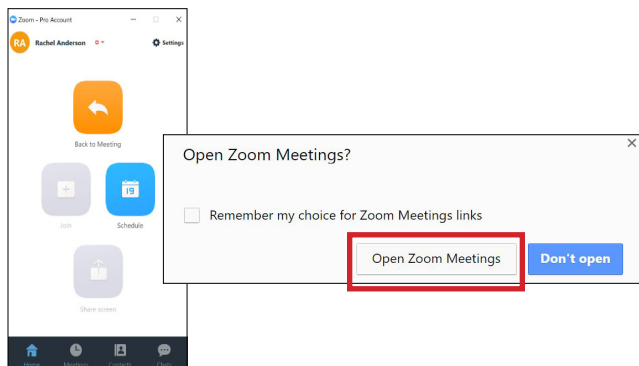 Zoom - Pro Account
RA Rachel Anderson Settings
Back to Meeting
Open Zoom Meetings?
Remember my choice for Zoom Meetings links
19
Join Schedule
Open Zoom Meetings Don't open
Share screen
Home Meetings Contacts Chats